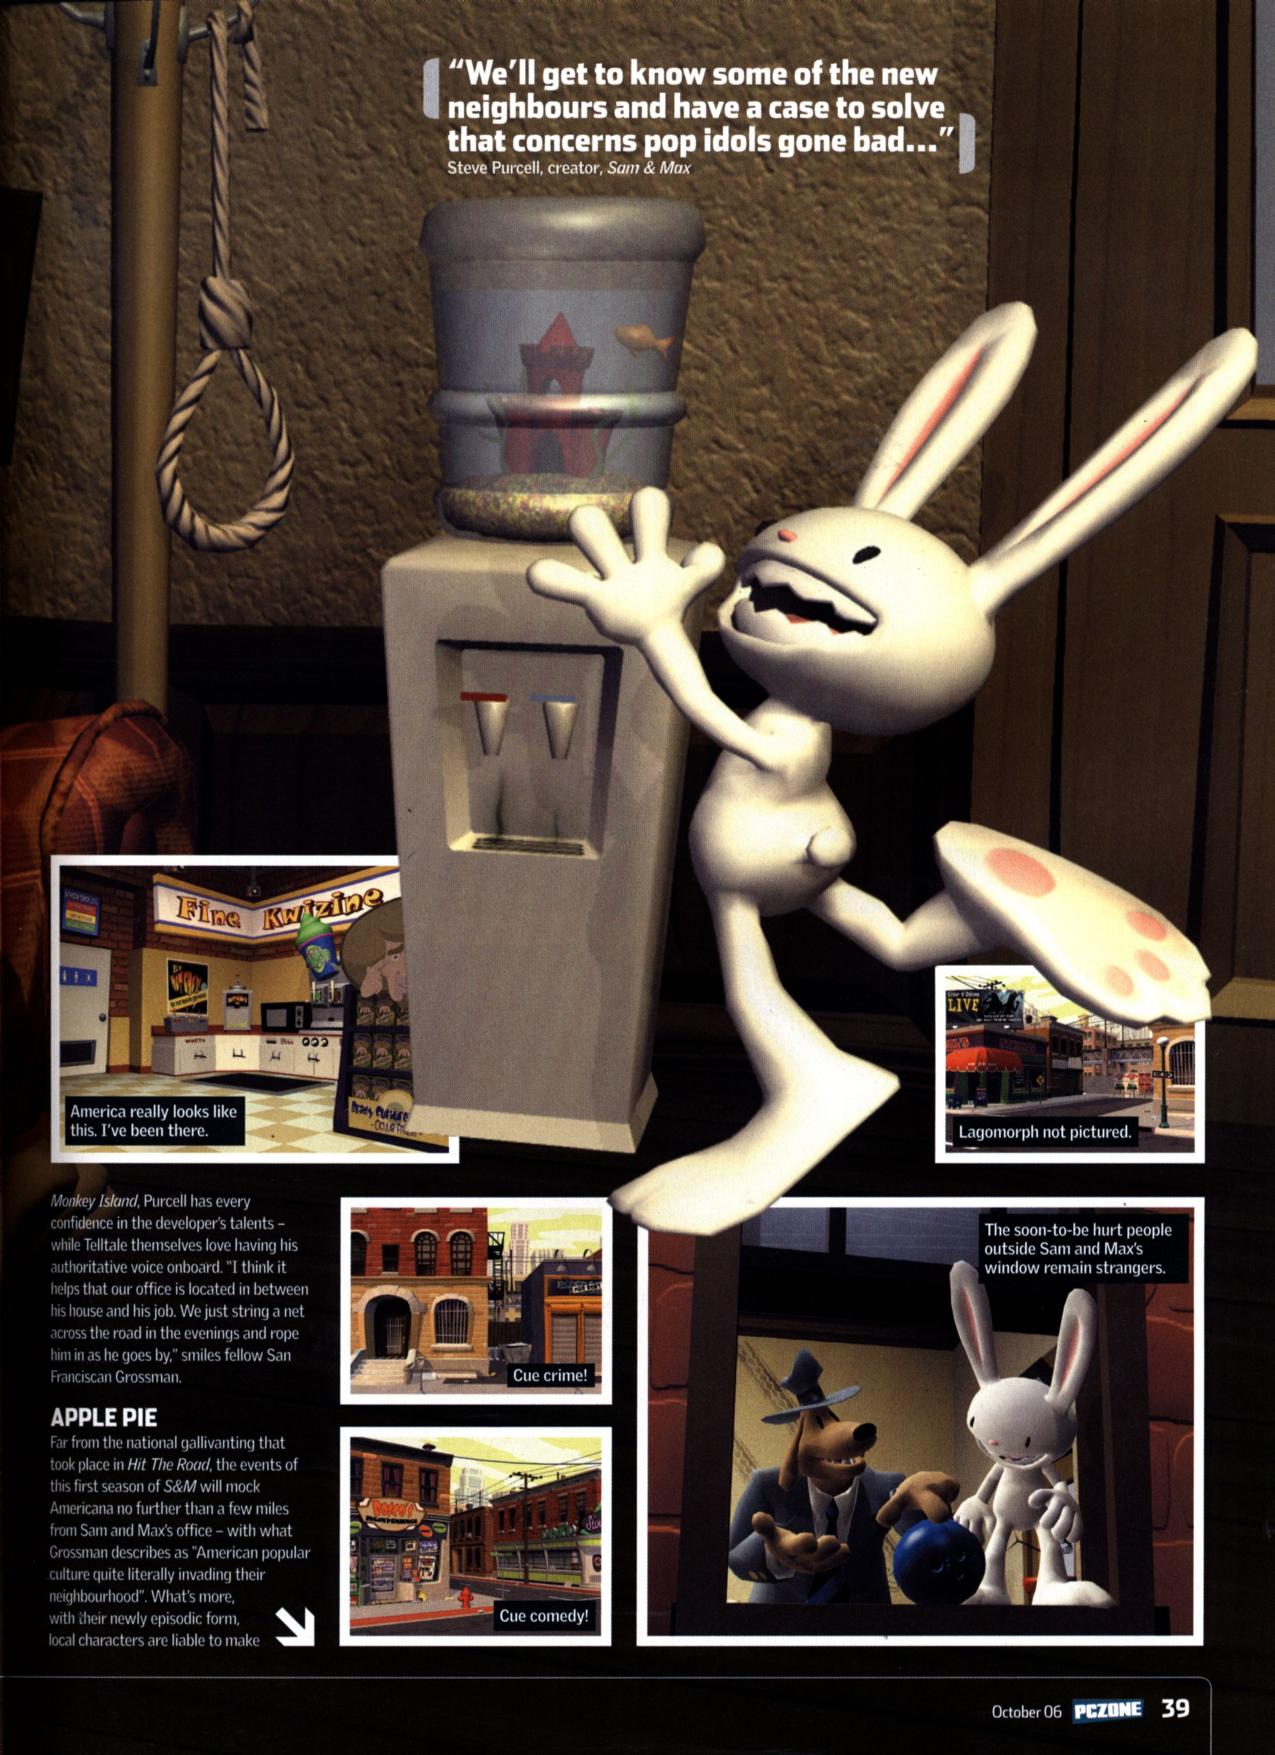 “We’ll get to know some of the new
neighbours and have a case to solve
that concerns pop idols gone bad...”
Steve Purcell, creator, Sam & Max
Fine Kwizine
Brady Culture
America really looks like
this. I've been there.
LIVE
Lagomorph not pictured.
Monkey Island, Purcell has every
confidence in the developer's talents –
while Telltale themselves love having his
authoritative voice onboard. "I think it
helps that our office is located in between
his house and his job. We just string a net
across the road in the evenings and rope
him in as he goes by," smiles fellow San
Franciscan Grossman.
APPLE PIE
Far from the national gallivanting that
took place in Hit The Road, the events of
this first season of S&M will mock
Americana no further than a few miles
from Sam and Max's office – with what
Grossman describes as "American popular
culture quite literally invading their
neighbourhood". What's more,
with their newly episodic form,
local characters are liable to make
Cue crime!
Bosco's
Cue comedy!
The soon-to-be hurt people
outside Sam and Max's
window remain strangers.
October 06 PCZONE 39